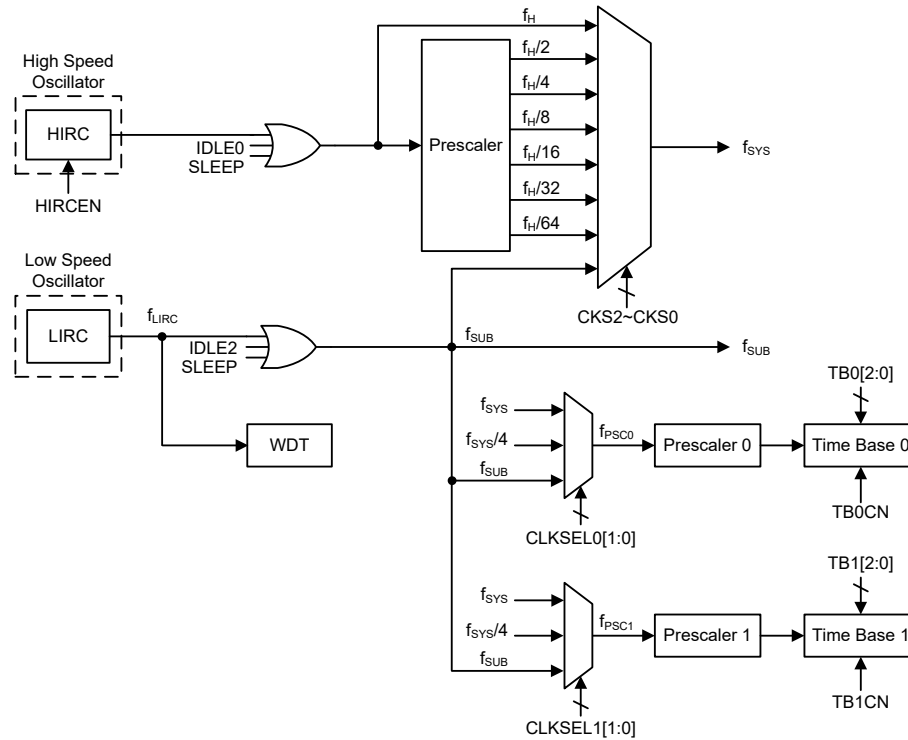 High Speed
Oscillator
HIRC
HIRCEN
IDLE0
SLEEP
Prescaler
fH
fH/2
fH/4
fH/8
fH/16
fH/32
fH/64
fSYS
CKS2~CKS0
Low Speed
Oscillator
LIRC
fLIRC
IDLE2
SLEEP
WDT
fSUB
fSUB
fSYS
fSYS/4
fSUB
CLKSEL0[1:0]
fPSC0
Prescaler 0
TB0[2:0]
Time Base 0
TB0CN
fSYS
fSYS/4
fSUB
CLKSEL1[1:0]
fPSC1
Prescaler 1
TB1[2:0]
Time Base 1
TB1CN